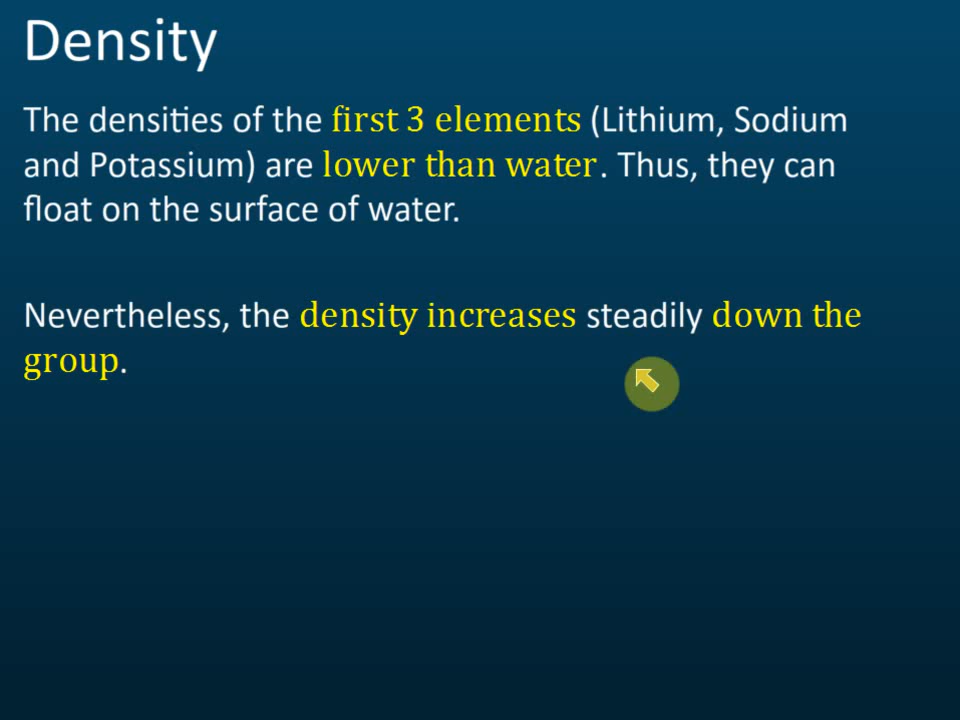 Density
The densities of the first 3 elements (Lithium, Sodium
and Potassium) are lower than water. Thus, they can
float on the surface of water.
Nevertheless, the density increases steadily down the
group.